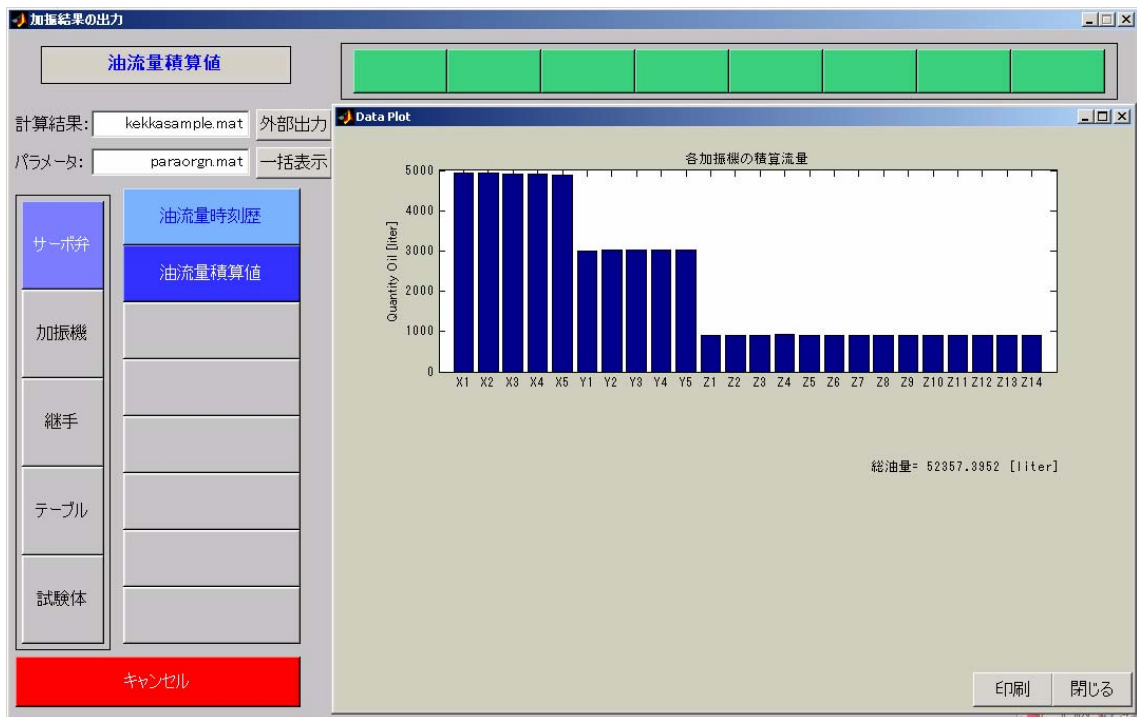 加振結果の出力
油流量積算値
計算結果: kekkasample.mat 外部出力
パラメータ: paraorgn.mat 一括表示
サーボ弁
加振機
継手
テーブル
試験体
油流量時刻歴
油流量積算値
キャンセル
Data Plot
各加振機の積算流量
Quantity Oil [liter]
5000
4000
3000
2000
1000
0
X1 X2 X3 X4 X5 Y1 Y2 Y3 Y4 Y5 Z1 Z2 Z3 Z4 Z5 Z6 Z7 Z8 Z9 Z10 Z11 Z12 Z13 Z14
総油量= 52357.3952 [liter]
印刷 閉じる